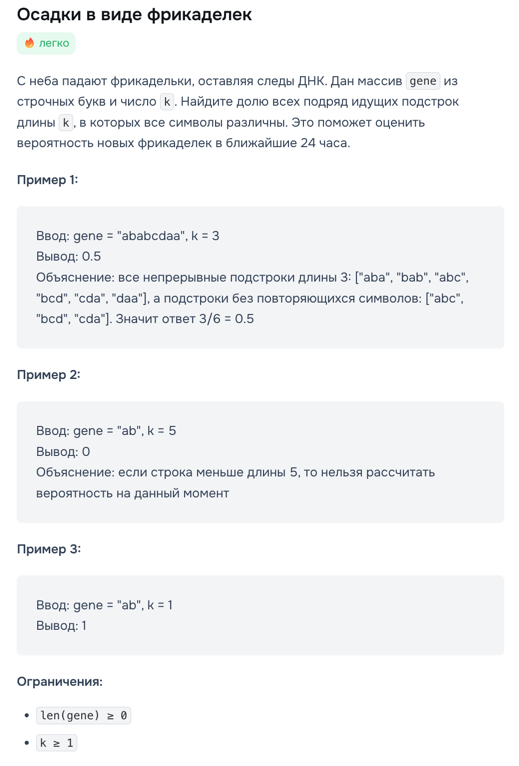 Осадки в виде фрикаделек
🔥 легко
С неба падают фрикадельки, оставляя следы ДНК. Дан массив gene из
строчных букв и число k. Найдите долю всех подряд идущих подстрок
длины k, в которых все символы различны. Это поможет оценить
вероятность новых фрикаделек в ближайшие 24 часа.
Пример 1:
Ввод: gene = "ababcdaa", k = 3
Вывод: 0.5
Объяснение: все непрерывные подстроки длины 3: ["aba", "bab", "abc",
"bcd", "cda", "daa"], а подстроки без повторяющихся символов: ["abc",
"bcd", "cda"]. Значит ответ 3/6 = 0.5
Пример 2:
Ввод: gene = "ab", k = 5
Вывод: 0
Объяснение: если строка меньше длины 5, то нельзя рассчитать
вероятность на данный момент
Пример 3:
Ввод: gene = "ab", k = 1
Вывод: 1
Ограничения:
• len(gene) ≥ 0
• k ≥ 1